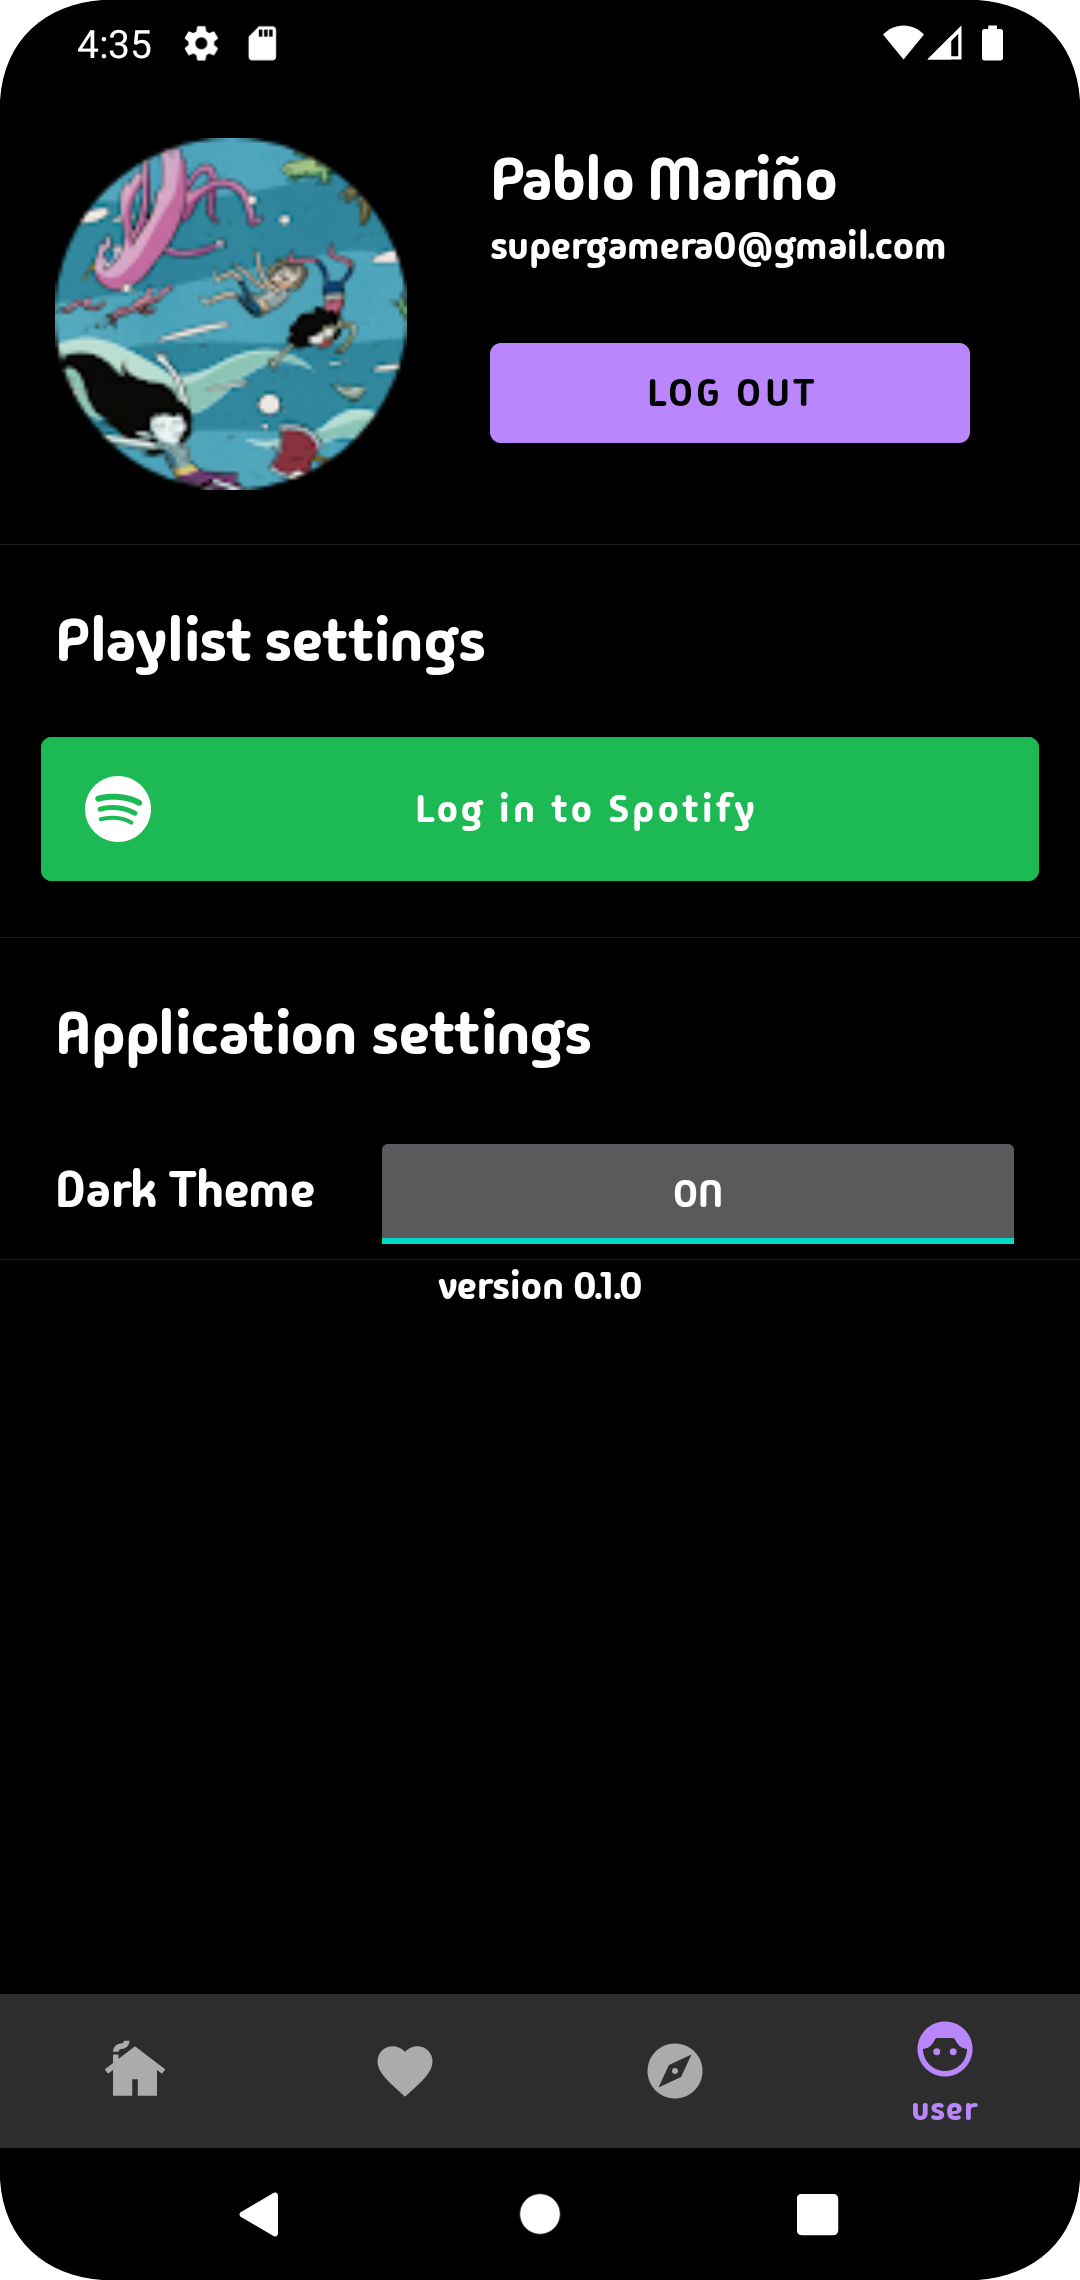 4:35
Pablo Mariño
supergamera0@gmail.com
LOG OUT
Playlist settings
Log in to Spotify
Application settings
Dark Theme
ON
version 0.1.0
user